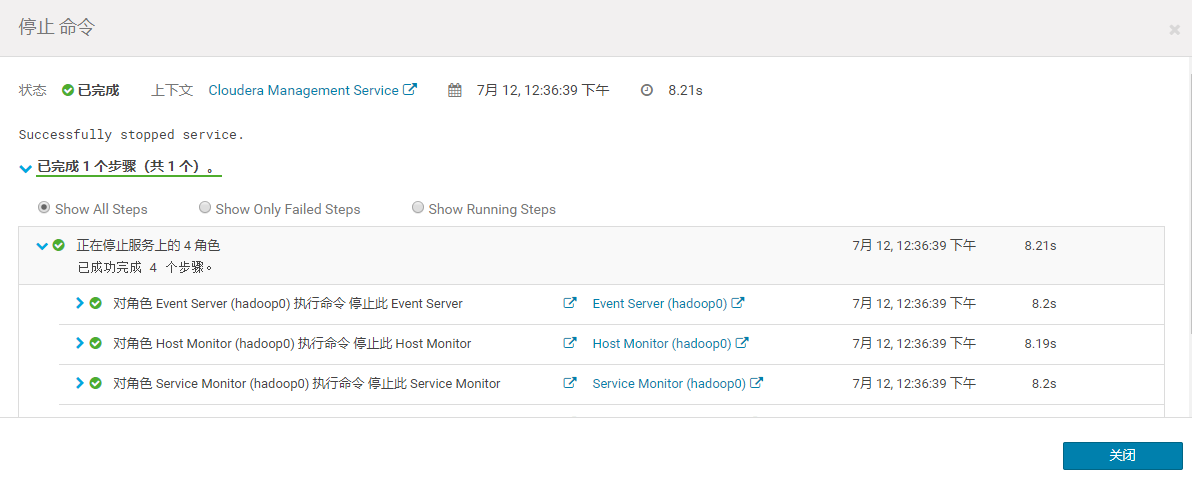 停止 命令
状态 已完成 上下文 Cloudera Management Service 7月 12, 12:36:39 下午 8.21s
Successfully stopped service.
已完成 1 个步骤（共 1 个）。
Show All Steps Show Only Failed Steps Show Running Steps
正在停止服务上的 4 角色 7月 12, 12:36:39 下午 8.21s
已成功完成 4 个步骤。
对角色 Event Server (hadoop0) 执行命令 停止此 Event Server Event Server (hadoop0) 7月 12, 12:36:39 下午 8.2s
对角色 Host Monitor (hadoop0) 执行命令 停止此 Host Monitor Host Monitor (hadoop0) 7月 12, 12:36:39 下午 8.19s
对角色 Service Monitor (hadoop0) 执行命令 停止此 Service Monitor Service Monitor (hadoop0) 7月 12, 12:36:39 下午 8.2s
关闭